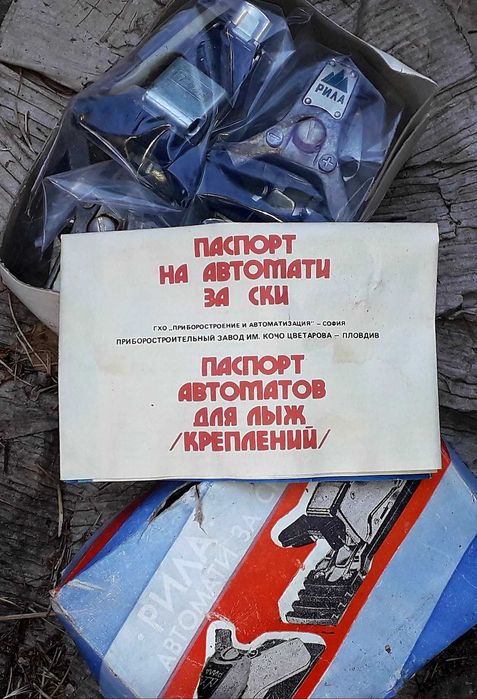 РИЛА
ПАСПОРТ
НА АВТОМАТИ
ЗА СКИ
ГХО „ПРИБОРОСТРОЕНИЕ И АВТОМАТИЗАЦИЯ" – СОФИЯ
ПРИБОРОСТРОИТЕЛЬНЫЙ ЗАВОД ИМ. КОЧО ЦВЕТАРОВА – ПЛОВДИВ
ПАСПОРТ
АВТОМАТОВ
ДЛЯ ЛЫЖ
/КРЕПЛЕНИЙ/
РИЛА
АВТОМАТИ ЗА С